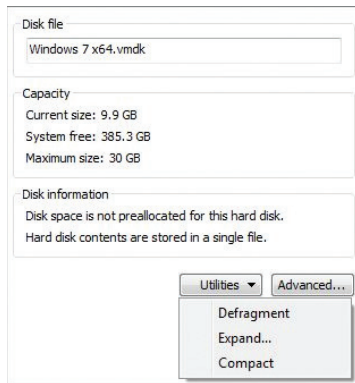 Disk file
Windows 7 x64.vmdk
Capacity
Current size: 9.9 GB
System free: 385.3 GB
Maximum size: 30 GB
Disk information
Disk space is not preallocated for this hard disk.
Hard disk contents are stored in a single file.
Utilities Advanced...
Defragment
Expand...
Compact